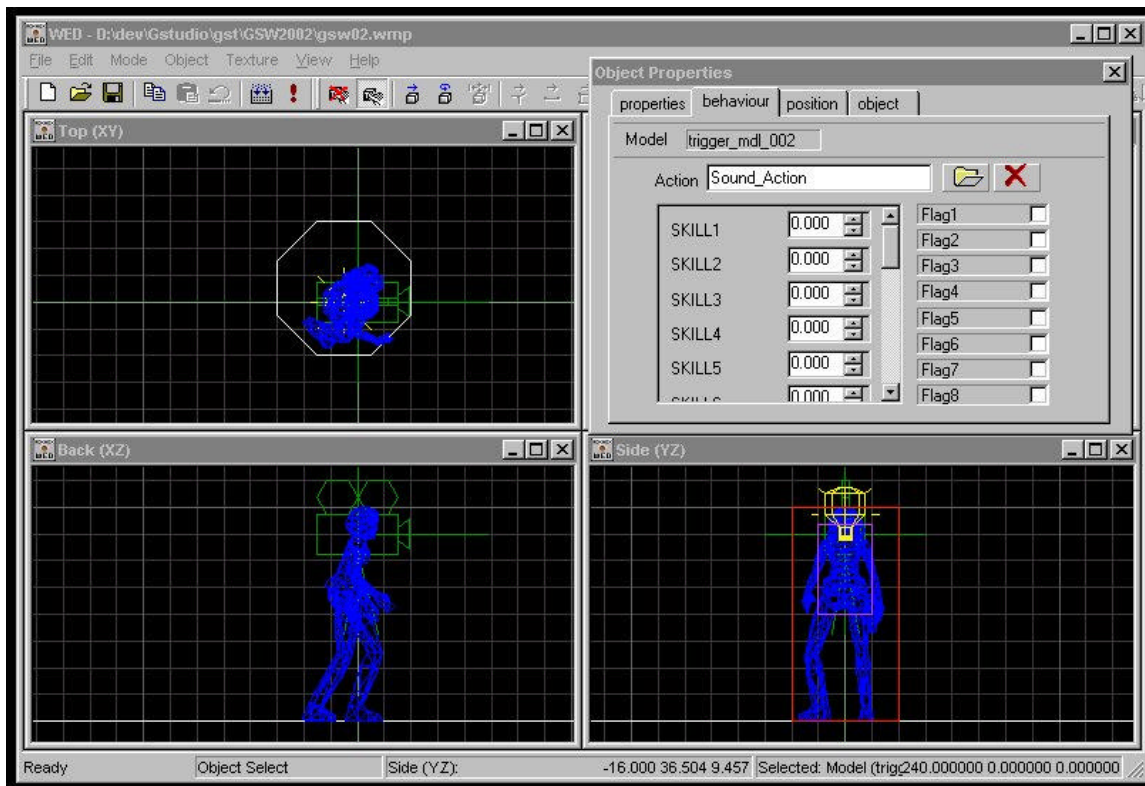 WED - D:\dev\Gstudio\gst\GSW2002\gsw02.wmp
File Edit Mode Object Texture View Help
Object Properties
properties behaviour position object
Model trigger_mdl_002
Action Sound_Action
SKILL1 0.000 Flag1
SKILL2 0.000 Flag2
SKILL3 0.000 Flag3
SKILL4 0.000 Flag4
Flag5
SKILL5 0.000 Flag6
Flag7
0.000 Flag8
Top (XY)
Back (XZ)
Side (YZ)
Ready Object Select Side (YZ): -16.000 36.504 9.457 Selected: Model (trig240.000000 0.000000 0.000000